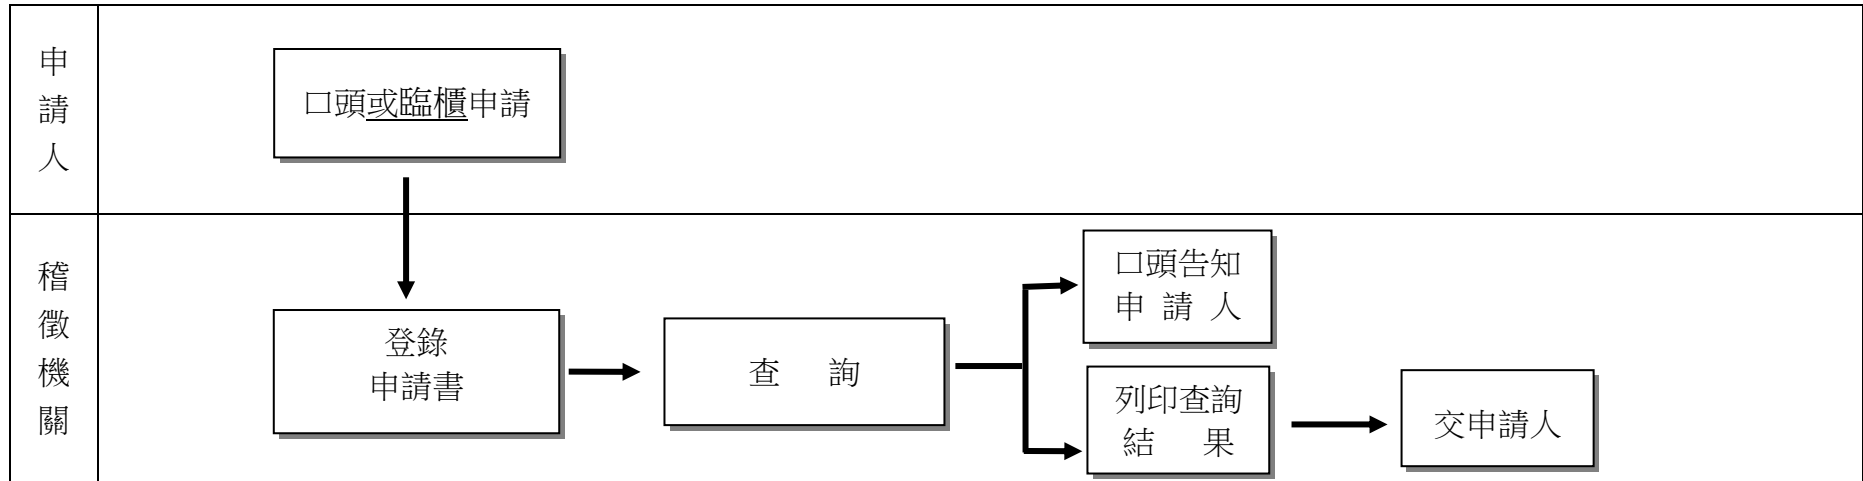 申請人
口頭或臨櫃申請
稽徵機關
登錄
申請書
查 詢
口頭告知
申 請 人
列印查詢
結 果
交申請人